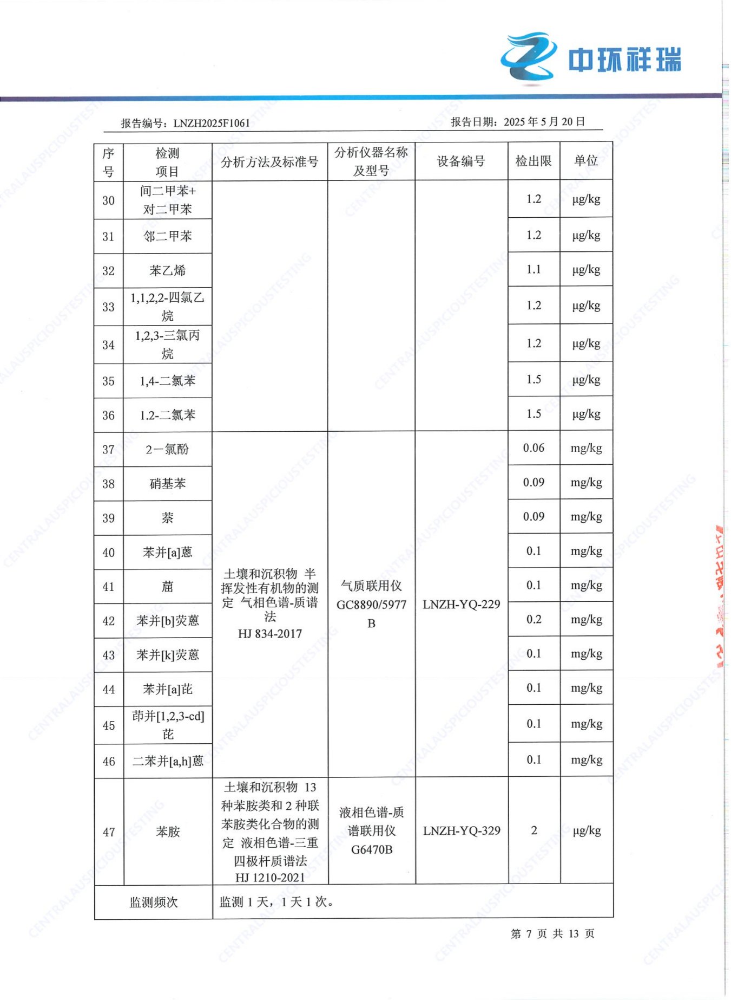 中环祥瑞
报告编号：LNZH2025F1061
报告日期：2025年5月20日
序号 检测项目 分析方法及标准号 分析仪器名称及型号 设备编号 检出限 单位
30 间二甲苯+对二甲苯 1.2 μg/kg
31 邻二甲苯 1.2 μg/kg
32 苯乙烯 1.1 μg/kg
33 1,1,2,2-四氯乙烷 1.2 μg/kg
34 1,2,3-三氯丙烷 1.2 μg/kg
35 1,4-二氯苯 1.5 μg/kg
36 1.2-二氯苯 1.5 μg/kg
37 2一氯酚 0.06 mg/kg
38 硝基苯 0.09 mg/kg
39 萘 0.09 mg/kg
40 苯并[a]蒽 0.1 mg/kg
41 䓛 0.1 mg/kg
42 苯并[b]荧蒽 0.2 mg/kg
43 苯并[k]荧蒽 0.1 mg/kg
44 苯并[a]芘 0.1 mg/kg
45 茚并[1,2,3-cd]芘 0.1 mg/kg
46 二苯并[a,h]蒽 0.1 mg/kg
土壤和沉积物 半
挥发性有机物的测
定 气相色谱-质谱
法
HJ 834-2017
气质联用仪
GC8890/5977
B
LNZH-YQ-229
47 苯胺
土壤和沉积物 13
种苯胺类和2种联
苯胺类化合物的测
定 液相色谱-三重
四极杆质谱法
HJ 1210-2021
液相色谱-质
谱联用仪
G6470B
LNZH-YQ-329
2 μg/kg
监测频次 监测1天，1天1次。
第 7 页 共 13 页
CENTRALAUSPICIOUSTESTING